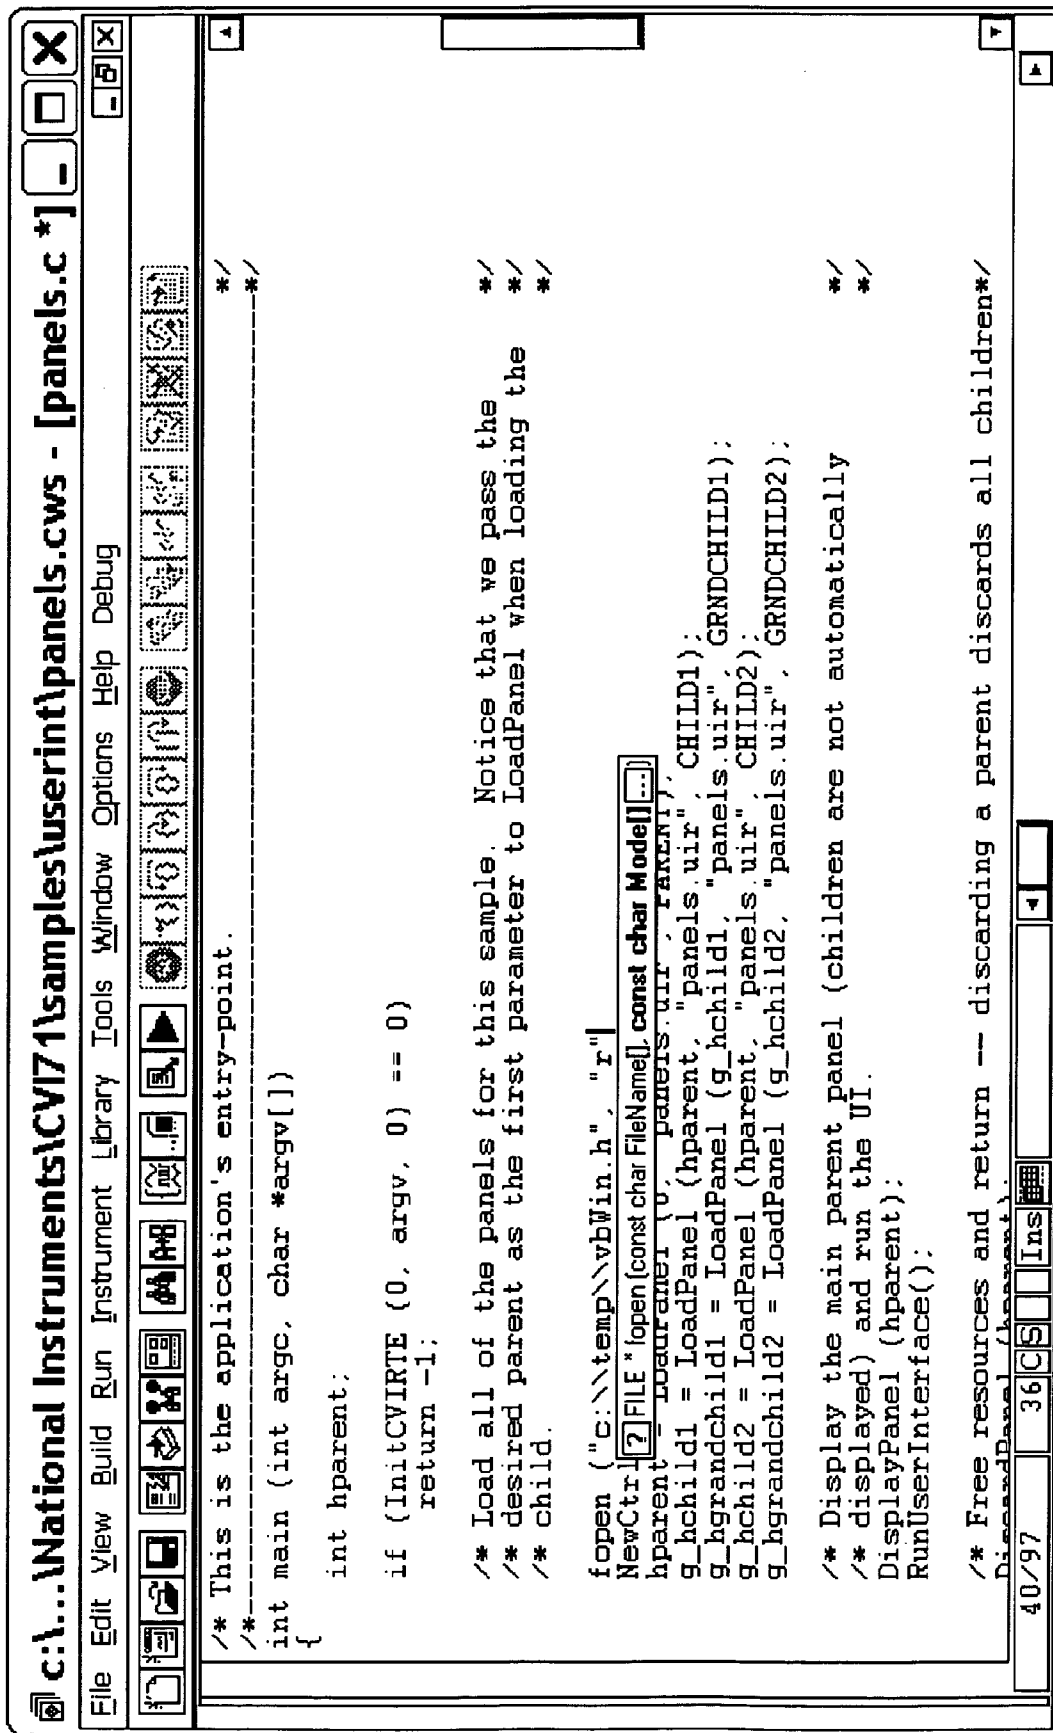 c:\...\National Instruments\CVI71\samples\userint\panels.cws - [panels.c *]
File Edit View Build Run Instrument Library Tools Window Options Help Debug
/* This is the application's entry-point. */
/*---------------------------------------------------------------------*/
int main (int argc, char *argv[])
{
int hparent;
if (InitCVIRTE (0, argv, 0) == 0)
return -1;
/* Load all of the panels for this sample. Notice that we pass the */
/* desired parent as the first parameter to LoadPanel when loading the */
/* child. */
fopen ("c:\\temp\\vbWin.h", "r"
NewCtrl ? FILE * fopen (const char FileName[], const char Mode[] ... )
hparent = LoadPanel (0, "panels.uir", PARENT);
g_hchild1 = LoadPanel (hparent, "panels.uir", CHILD1);
g_hgrandchild1 = LoadPanel (g_hchild1, "panels.uir", GRNDCHILD1);
g_hchild2 = LoadPanel (hparent, "panels.uir", CHILD2);
g_hgrandchild2 = LoadPanel (g_hchild2, "panels.uir", GRNDCHILD2);
/* Display the main parent panel (children are not automatically */
/* displayed) and run the UI. */
DisplayPanel (hparent);
RunUserInterface();
/* Free resources and return -- discarding a parent discards all children*/
DiscardPanel (hparent);
40/97 36 C S Ins